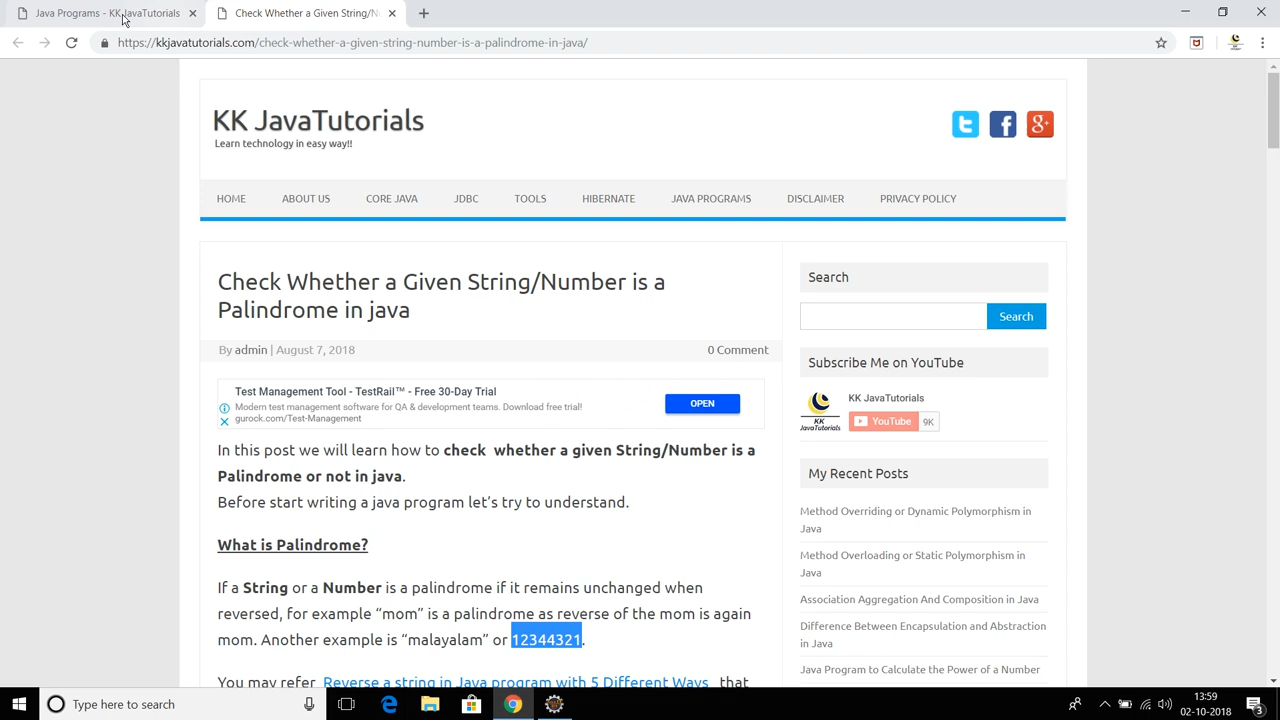 Java Programs - KK JavaTutorials
Check Whether a Given String/N
https://kkjavatutorials.com/check-whether-a-given-string-number-is-a-palindrome-in-java/
KK JavaTutorials
Learn technology in easy way!!
HOME ABOUT US CORE JAVA JDBC TOOLS HIBERNATE JAVA PROGRAMS DISCLAIMER PRIVACY POLICY
Check Whether a Given String/Number is a
Palindrome in java
By admin | August 7, 2018
0 Comment
Test Management Tool - TestRail™ - Free 30-Day Trial
Modern test management software for QA & development teams. Download free trial!
gurock.com/Test-Management
OPEN
In this post we will learn how to check whether a given String/Number is a
Palindrome or not in java.
Before start writing a java program let's try to understand.
What is Palindrome?
If a String or a Number is a palindrome if it remains unchanged when
reversed, for example “mom” is a palindrome as reverse of the mom is again
mom. Another example is “malayalam” or 12344321.
You may refer Reverse a string in Java program with 5 Different Ways that
Search
Search
Subscribe Me on YouTube
KK JavaTutorials
YouTube 9K
KK
JavaTutorials
My Recent Posts
Method Overriding or Dynamic Polymorphism in
Java
Method Overloading or Static Polymorphism in
Java
Association Aggregation And Composition in Java
Difference Between Encapsulation and Abstraction
in Java
Java Program to Calculate the Power of a Number
Type here to search
13:59
02-10-2018
3